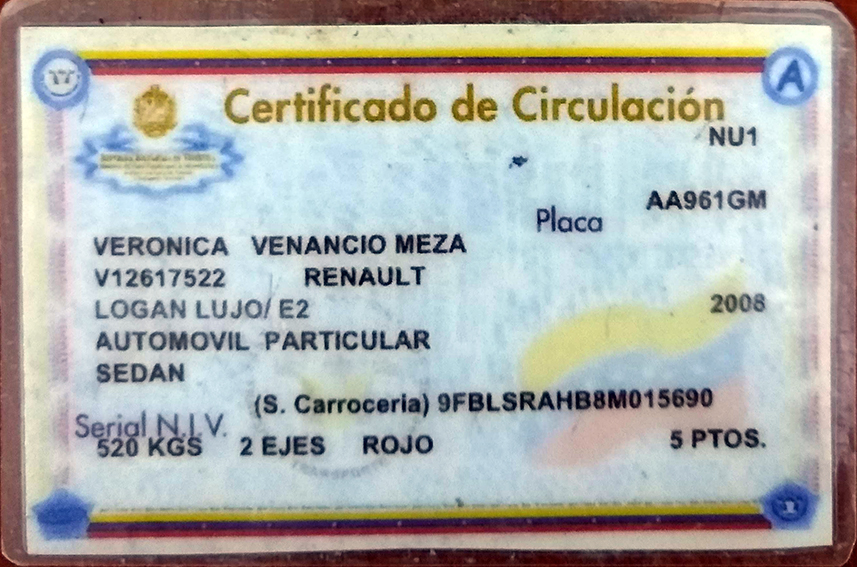 Certificado de Circulación
NU1
A
Placa AA961GM
VERONICA VENANCIO MEZA
V12617522 RENAULT
LOGAN LUJO/ E2 2008
AUTOMOVIL PARTICULAR
SEDAN
(S. Carroceria) 9FBLSRAHB8M015690
Serial N.I.V.
520 KGS 2 EJES ROJO 5 PTOS.